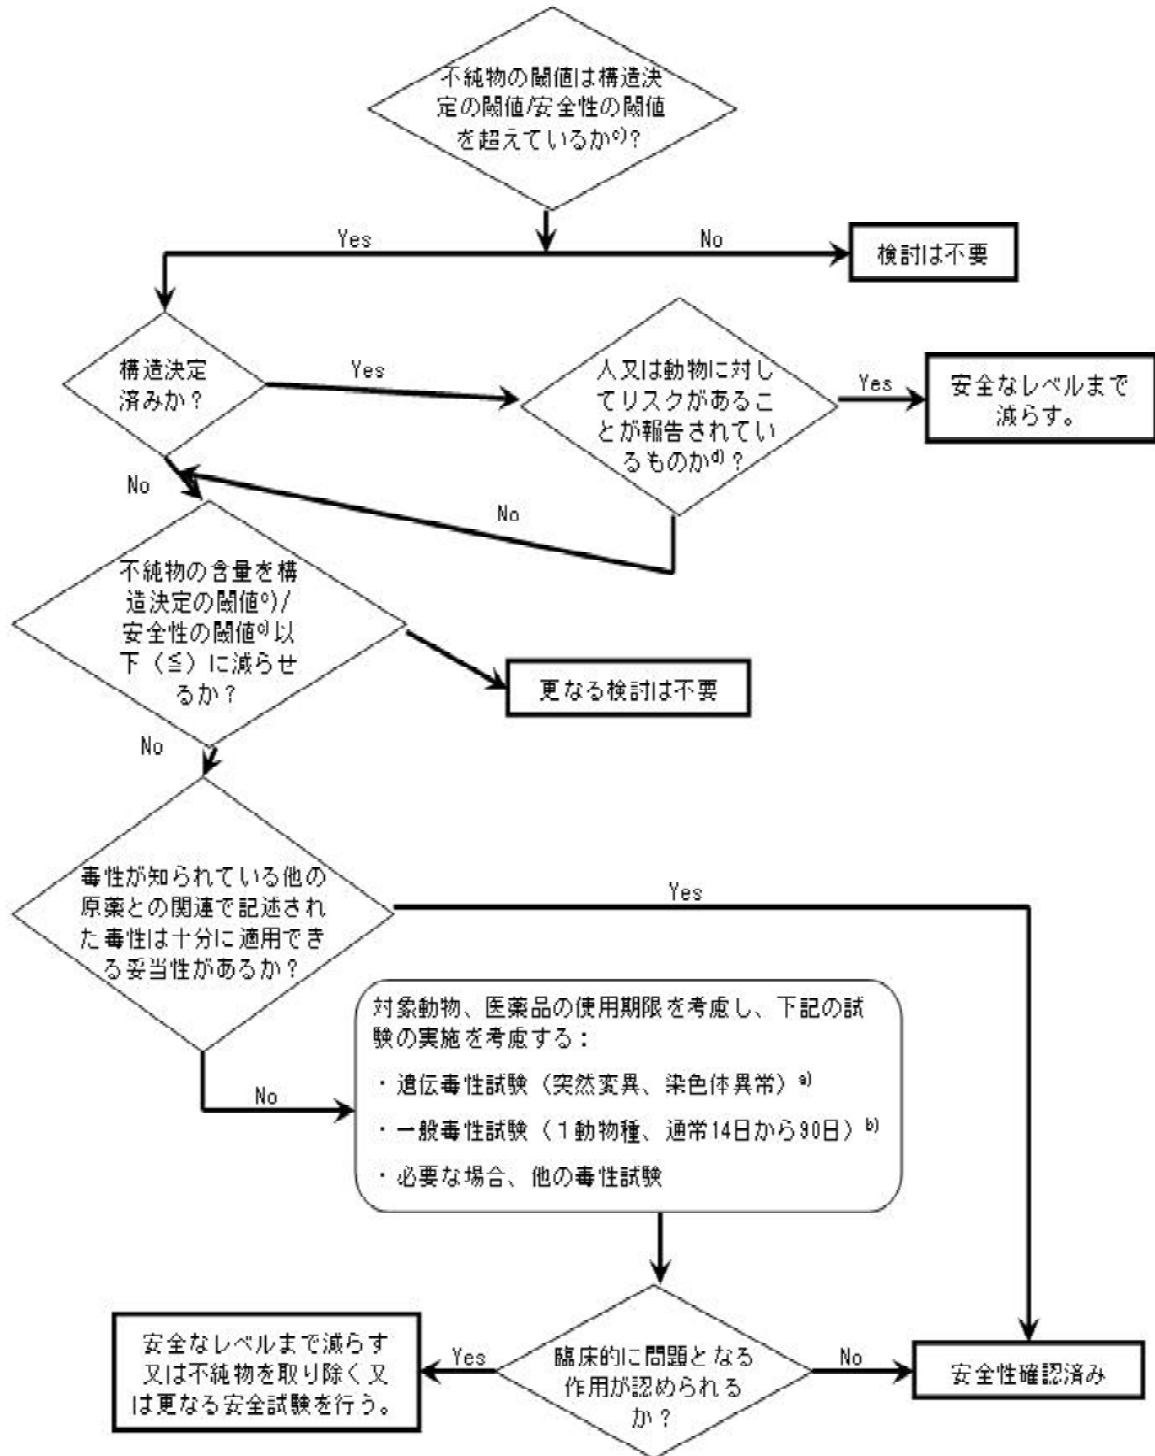 不純物の閾値は構造決
定の閾値/安全性の閾値
を超えているかc)?
Yes
No
検討は不要
構造決定
済みか？
Yes
人又は動物に対し
てリスクがあるこ
とが報告されてい
るものかd)？
Yes
安全なレベルまで
減らす。
No
No
不純物の含量を構
造決定の閾値c)/
安全性の閾値c)以
下（≦）に減らせ
るか？
更なる検討は不要
No
毒性が知られている他の
原薬との関連で記述され
た毒性は十分に適用でき
る妥当性があるか？
Yes
No
対象動物、医薬品の使用期限を考慮し、下記の試
験の実施を考慮する：
・遺伝毒性試験（突然変異、染色体異常）a)
・一般毒性試験（１動物種、通常14日から90日）b)
・必要な場合、他の毒性試験
安全なレベルまで減らす
又は不純物を取り除く又
は更なる安全試験を行う。
Yes
臨床的に問題となる
作用が認められる
か？
No
安全性確認済み